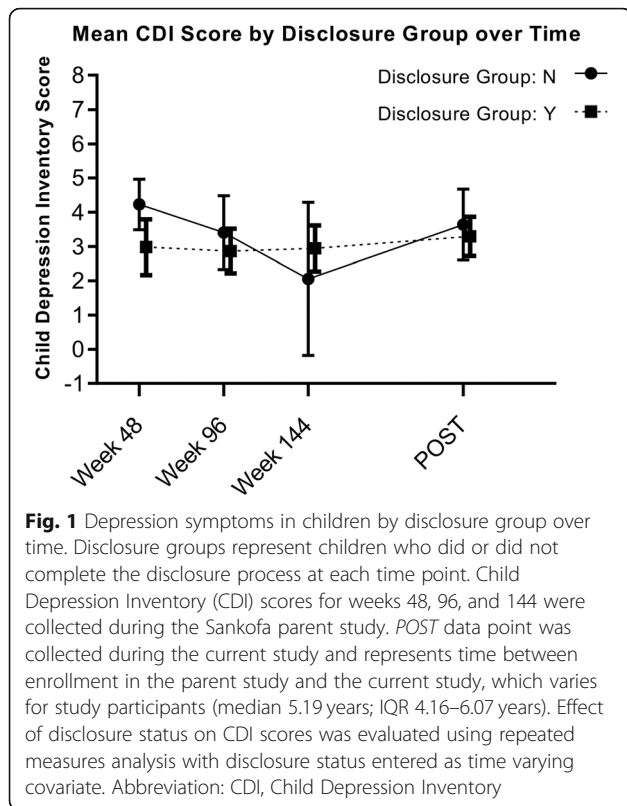 Mean CDI Score by Disclosure Group over Time
Child Depression Inventory Score
8
7
6
5
4
3
2
1
0
-1
Disclosure Group: N
Disclosure Group: Y
Week 48
Week 96
Week 144
POST
Fig. 1 Depression symptoms in children by disclosure group over
time. Disclosure groups represent children who did or did not
complete the disclosure process at each time point. Child
Depression Inventory (CDI) scores for weeks 48, 96, and 144 were
collected during the Sankofa parent study. POST data point was
collected during the current study and represents time between
enrollment in the parent study and the current study, which varies
for study participants (median 5.19 years; IQR 4.16–6.07 years). Effect
of disclosure status on CDI scores was evaluated using repeated
measures analysis with disclosure status entered as time varying
covariate. Abbreviation: CDI, Child Depression Inventory